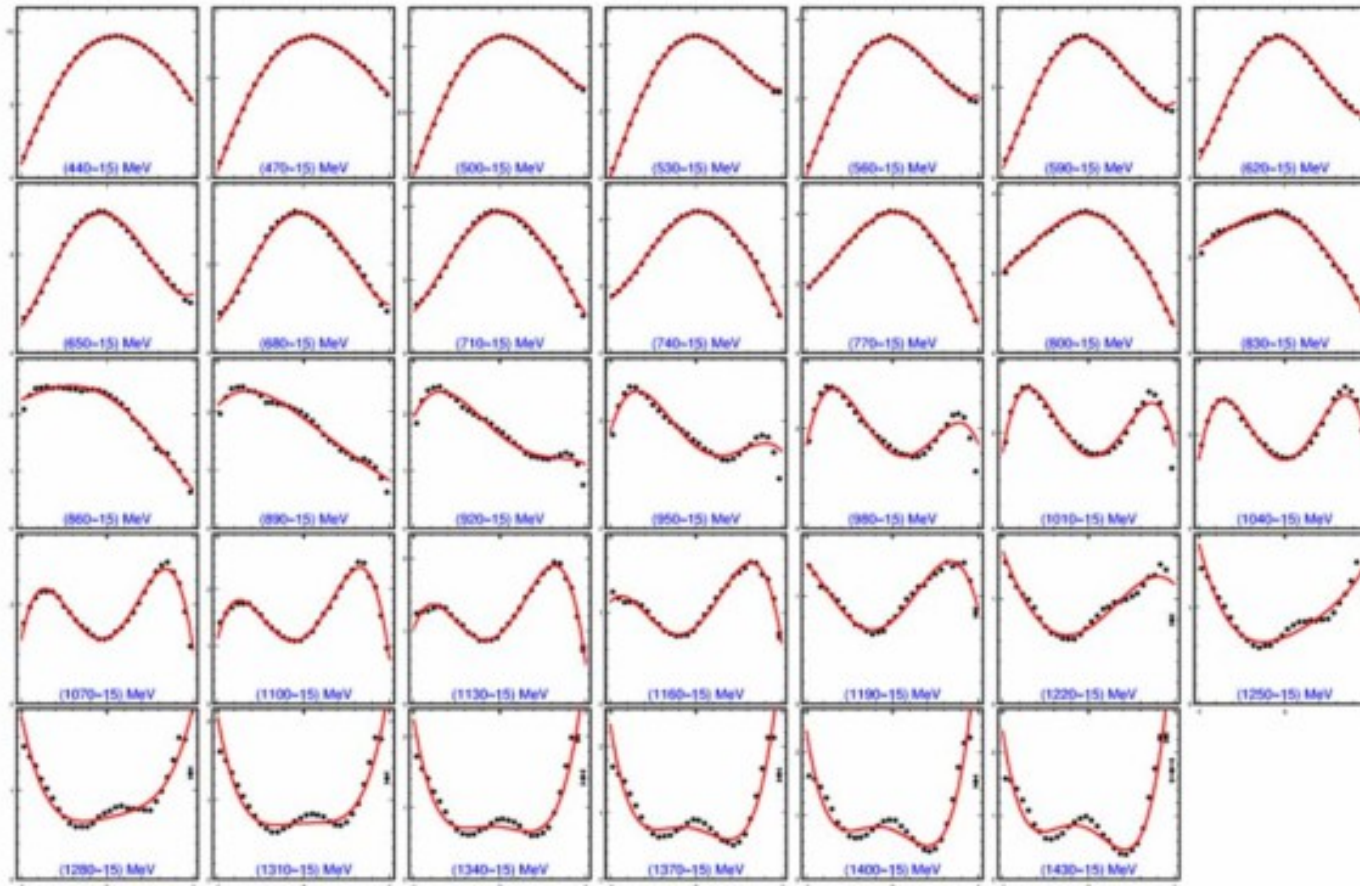 (440~15) MeV
(470~15) MeV
(500~15) MeV
(530~15) MeV
(560~15) MeV
(590~15) MeV
(620~15) MeV
(650~15) MeV
(680~15) MeV
(710~15) MeV
(740~15) MeV
(770~15) MeV
(800~15) MeV
(830~15) MeV
(860~15) MeV
(890~15) MeV
(920~15) MeV
(950~15) MeV
(980~15) MeV
(1010~15) MeV
(1040~15) MeV
(1070~15) MeV
(1100~15) MeV
(1130~15) MeV
(1160~15) MeV
(1190~15) MeV
(1220~15) MeV
(1250~15) MeV
(1280~15) MeV
(1310~15) MeV
(1340~15) MeV
(1370~15) MeV
(1400~15) MeV
(1430~15) MeV